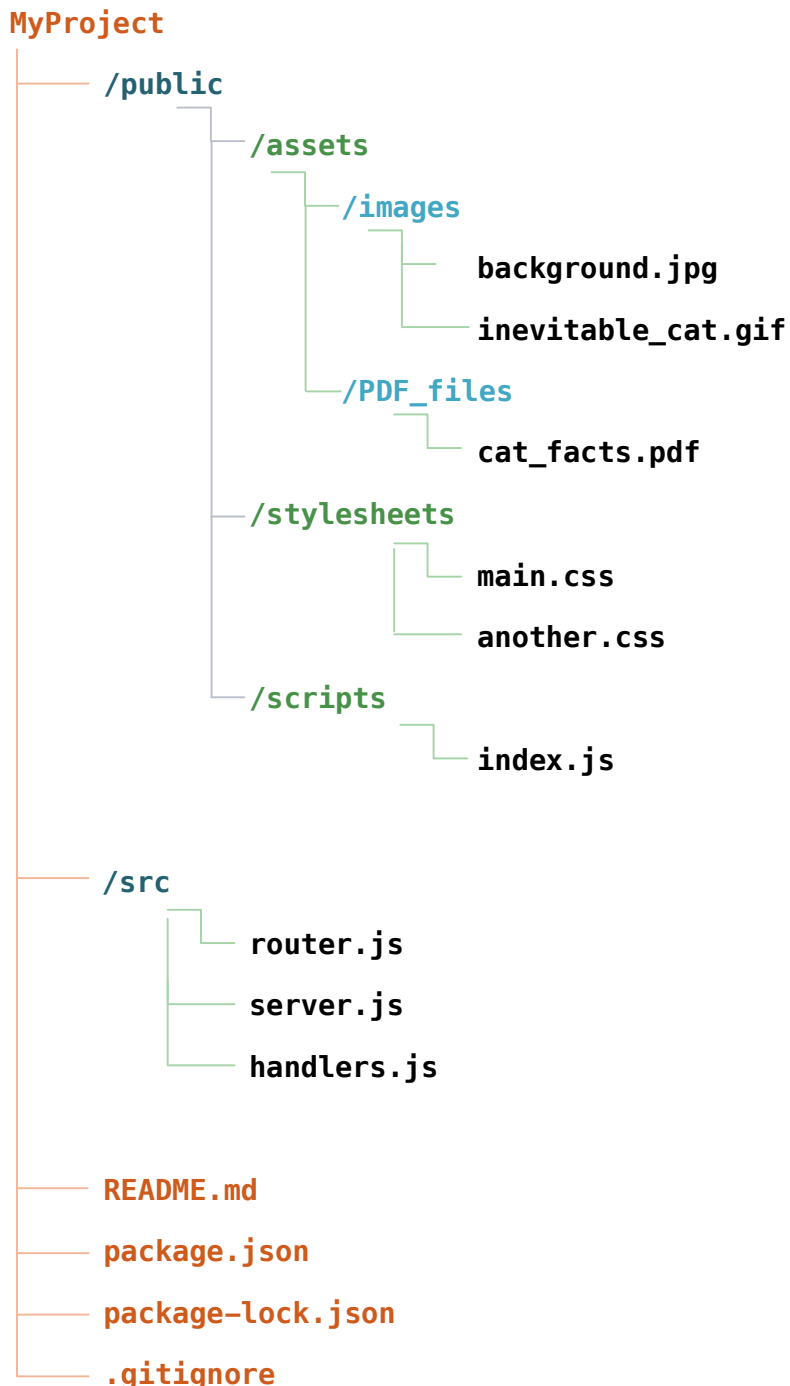 MyProject
/public
/assets
/images
background.jpg
inevitable_cat.gif
/PDF_files
cat_facts.pdf
/stylesheets
main.css
another.css
/scripts
index.js
/src
router.js
server.js
handlers.js
README.md
package.json
package-lock.json
.gitignore